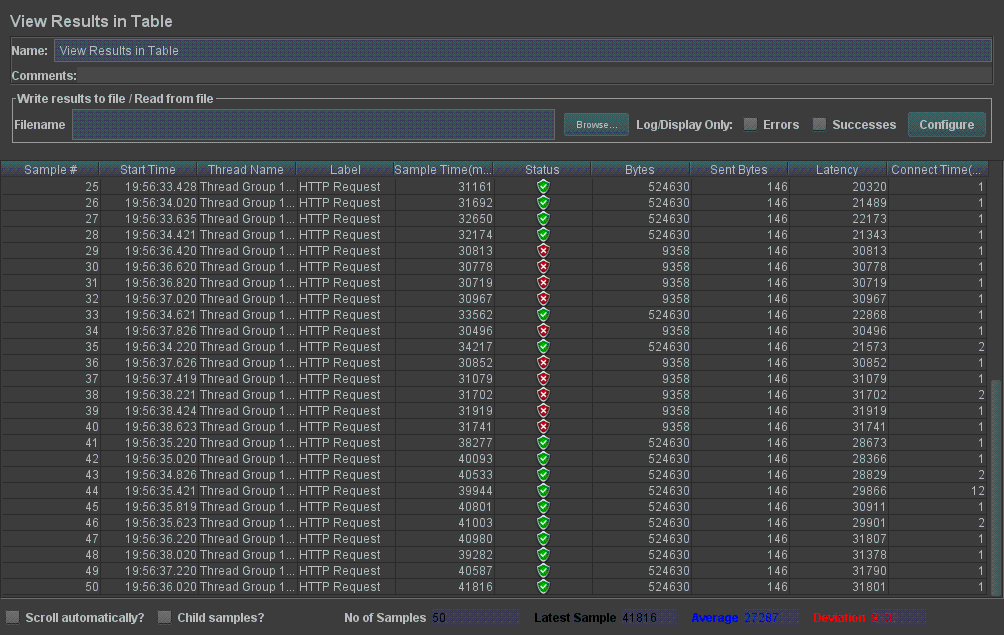 View Results in Table
Name: View Results in Table
Comments:
Write results to file / Read from file
Filename Browse... Log/Display Only: Errors Successes Configure
Sample # Start Time Thread Name Label Sample Time(m... Status Bytes Sent Bytes Latency Connect Time(...
25 19:56:33.428 Thread Group 1... HTTP Request 31161 524630 146 20320 1
26 19:56:34.020 Thread Group 1... HTTP Request 31692 524630 146 21489 1
27 19:56:33.635 Thread Group 1... HTTP Request 32650 524630 146 22173 1
28 19:56:34.421 Thread Group 1... HTTP Request 32174 524630 146 21343 1
29 19:56:36.420 Thread Group 1... HTTP Request 30813 9358 146 30813 1
30 19:56:36.620 Thread Group 1... HTTP Request 30778 9358 146 30778 1
31 19:56:36.820 Thread Group 1... HTTP Request 30719 9358 146 30719 1
32 19:56:37.020 Thread Group 1... HTTP Request 30967 9358 146 30967 1
33 19:56:34.621 Thread Group 1... HTTP Request 33562 524630 146 22868 1
34 19:56:37.826 Thread Group 1... HTTP Request 30496 9358 146 30496 1
35 19:56:34.220 Thread Group 1... HTTP Request 34217 524630 146 21573 2
36 19:56:37.626 Thread Group 1... HTTP Request 30852 9358 146 30852 1
37 19:56:37.419 Thread Group 1... HTTP Request 31079 9358 146 31079 1
38 19:56:38.221 Thread Group 1... HTTP Request 31702 9358 146 31702 2
39 19:56:38.424 Thread Group 1... HTTP Request 31919 9358 146 31919 1
40 19:56:38.623 Thread Group 1... HTTP Request 31741 9358 146 31741 1
41 19:56:35.220 Thread Group 1... HTTP Request 38277 524630 146 28673 1
42 19:56:35.020 Thread Group 1... HTTP Request 40093 524630 146 28366 1
43 19:56:34.826 Thread Group 1... HTTP Request 40533 524630 146 28829 2
44 19:56:35.421 Thread Group 1... HTTP Request 39944 524630 146 29866 12
45 19:56:35.819 Thread Group 1... HTTP Request 40801 524630 146 30911 1
46 19:56:35.623 Thread Group 1... HTTP Request 41003 524630 146 29901 2
47 19:56:36.220 Thread Group 1... HTTP Request 40980 524630 146 31807 1
48 19:56:38.020 Thread Group 1... HTTP Request 39282 524630 146 31378 1
49 19:56:37.220 Thread Group 1... HTTP Request 40587 524630 146 31790 1
50 19:56:36.020 Thread Group 1... HTTP Request 41816 524630 146 31801 1
Scroll automatically? Child samples? No of Samples 50 Latest Sample 41816 Average Deviation